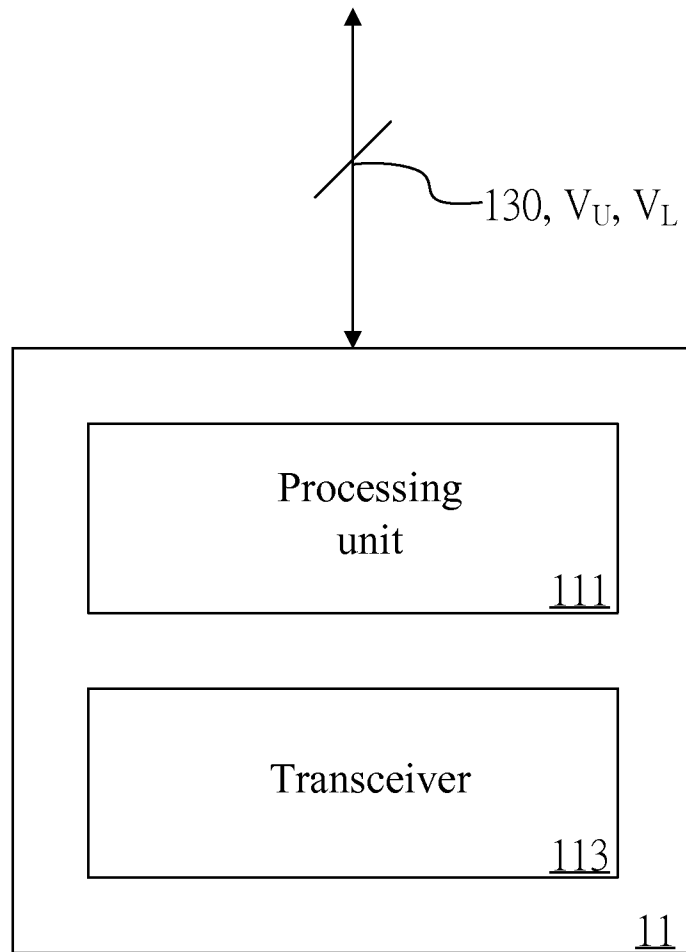 130, V_U, V_L
Processing
unit
111
Transceiver
113
11